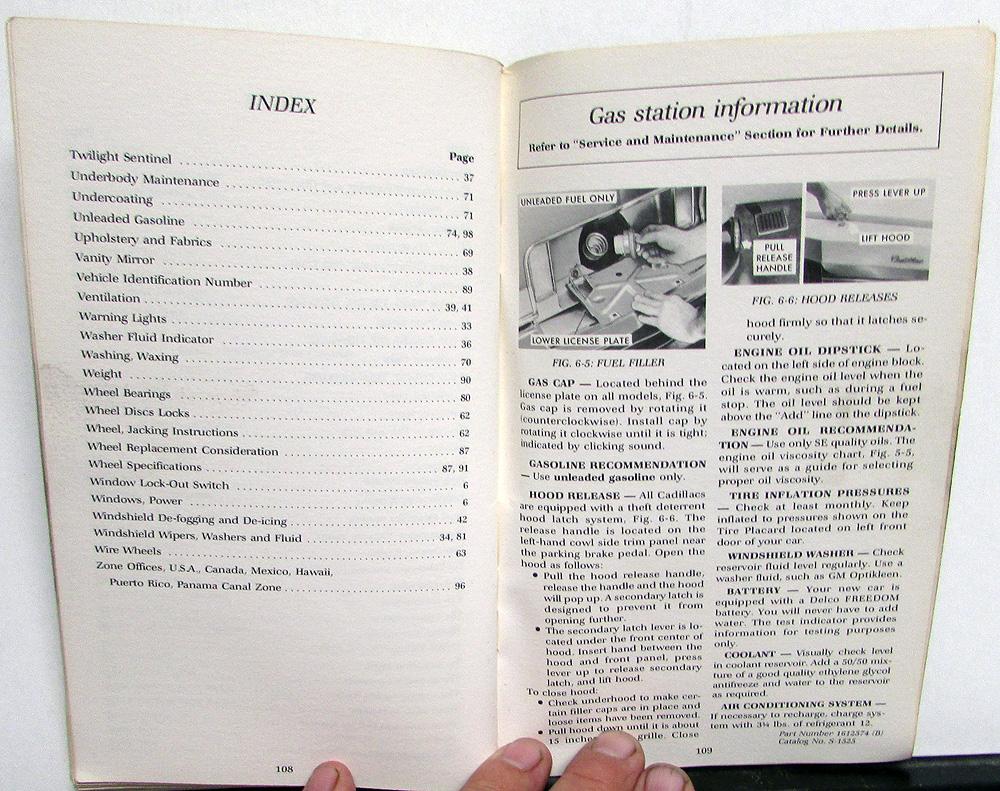 INDEX
Page
Twilight Sentinel 37
Underbody Maintenance 71
Undercoating 71
Unleaded Gasoline 74, 98
Upholstery and Fabrics 69
Vanity Mirror 38
Vehicle Identification Number 89
Ventilation 39, 41
Warning Lights 33
Washer Fluid Indicator 36
Washing, Waxing 70
Weight 90
Wheel Bearings 80
Wheel Discs Locks 62
Wheel, Jacking Instructions 62
Wheel Replacement Consideration 87
Wheel Specifications 87, 91
Window Lock-Out Switch 6
Windows, Power 6
Windshield De-fogging and De-icing 42
Windshield Wipers, Washers and Fluid 34, 81
Wire Wheels 63
Zone Offices, U.S.A., Canada, Mexico, Hawaii,
Puerto Rico, Panama Canal Zone 96
108
Gas station information
Refer to "Service and Maintenance" Section for Further Details.
UNLEADED FUEL ONLY
LOWER LICENSE PLATE
FIG. 6-5: FUEL FILLER
GAS CAP — Located behind the
license plate on all models, Fig. 6-5.
Gas cap is removed by rotating it
(counterclockwise). Install cap by
rotating it clockwise until it is tight;
indicated by clicking sound.
GASOLINE RECOMMENDATION
— Use unleaded gasoline only.
HOOD RELEASE — All Cadillacs
are equipped with a theft deterrent
hood latch system, Fig. 6-6. The
release handle is located on the
left-hand cowl side trim panel near
the parking brake pedal. Open the
hood as follows:
• Pull the hood release handle,
release the handle and the hood
will pop up. A secondary latch is
designed to prevent it from
opening further.
• The secondary latch lever is lo-
cated under the front center of
hood. Insert hand between the
hood and front panel, press
lever up to release secondary
latch, and lift hood.
To close hood:
• Check underhood to make cer-
tain filler caps are in place and
loose items have been removed.
• Pull hood down until it is about
15 inches grille. Close
PULL
RELEASE
HANDLE
PRESS LEVER UP
LIFT HOOD
FIG. 6-6: HOOD RELEASES
hood firmly so that it latches se-
curely.
ENGINE OIL DIPSTICK — Lo-
cated on the left side of engine block.
Check the engine oil level when the
oil is warm, such as during a fuel
stop. The oil level should be kept
above the "Add" line on the dipstick.
ENGINE OIL RECOMMENDA-
TION — Use only SE quality oils. The
engine oil viscosity chart, Fig. 5-5,
will serve as a guide for selecting
proper oil viscosity.
TIRE INFLATION PRESSURES
— Check at least monthly. Keep
inflated to pressures shown on the
Tire Placard located on left front
door of your car.
WINDSHIELD WASHER — Check
reservoir fluid level regularly. Use a
washer fluid, such as GM Optikleen.
BATTERY — Your new car is
equipped with a Delco FREEDOM
battery. You will never have to add
water. The test indicator provides
information for testing purposes
only.
COOLANT — Visually check level
in coolant reservoir. Add a 50/50 mix-
ture of a good quality ethylene glycol
antifreeze and water to the reservoir
as required.
AIR CONDITIONING SYSTEM —
If necessary to recharge, charge sys-
tem with 3¾ lbs. of refrigerant 12.
Part Number 1612574 (B)
Catalog No. S-1525
109